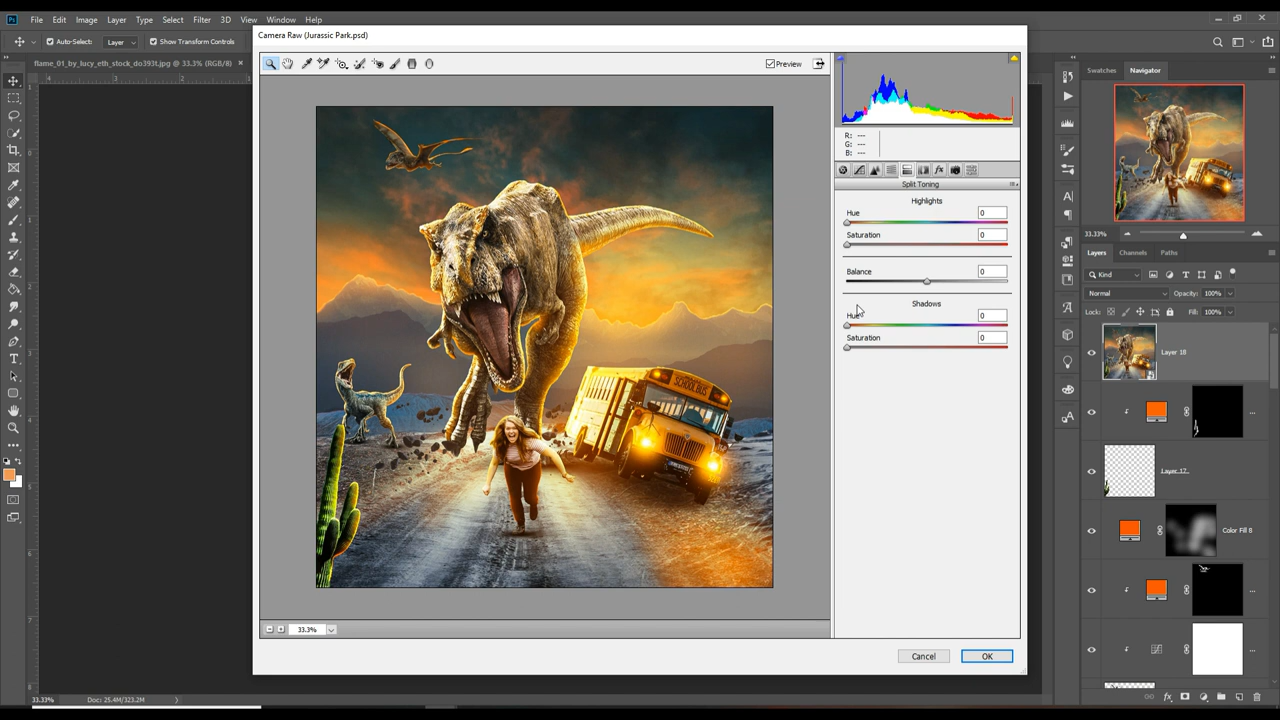 Ps File Edit Image Layer Type Select Filter 3D View Window Help
Auto-Select: Layer Show Transform Controls
flame_01_by_lucy_eth_stock_do393t.jpg @ 33.3% (RGB/8) ×
Camera Raw (Jurassic Park.psd)
Preview
R: ---
G: ---
B: ---
Split Toning
Highlights
Hue 0
Saturation 0
Balance 0
Shadows
Hue 0
Saturation 0
SCHOOL BUS
33.3%
Cancel OK
Swatches Navigator
33.33%
Layers Channels Paths
Kind
Normal Opacity: 100%
Lock: Fill: 100%
Layer 18
Layer 17
Color Fill 8
33.33% Doc: 25.4M/323.2M